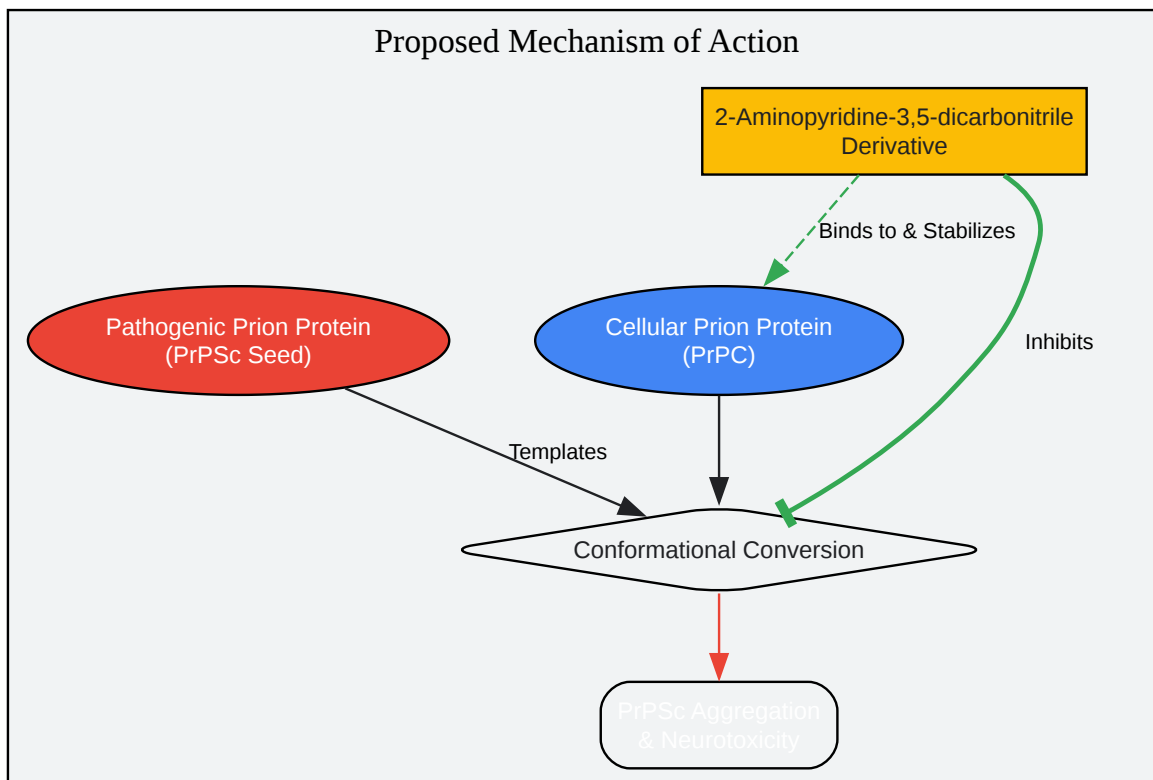 Proposed Mechanism of Action
2-Aminopyridine-3,5-dicarbonitrile
Derivative
Binds to & Stabilizes
Pathogenic Prion Protein
(PrPSc Seed)
Cellular Prion Protein
(PrPC)
Inhibits
Templates
Conformational Conversion
PrPSc Aggregation
& Neurotoxicity